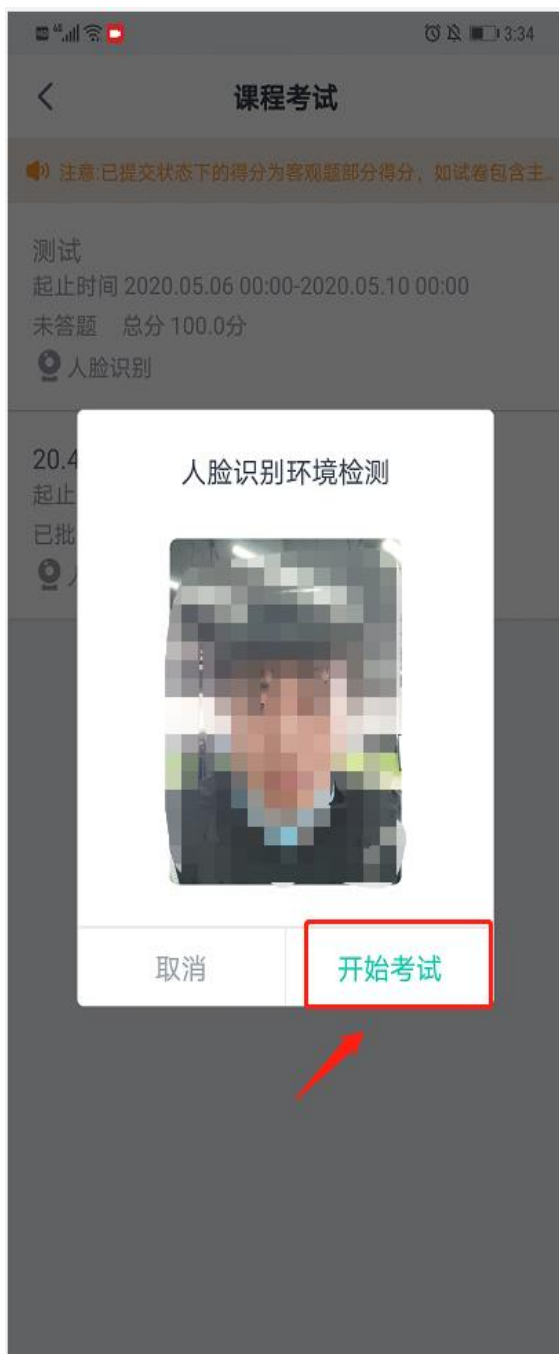 HD 4G 3:34
课程考试
注意:已提交状态下的得分为客观题部分得分，如试卷包含主...
测试
起止时间 2020.05.06 00:00-2020.05.10 00:00
未答题 总分 100.0分
人脸识别
20.4
起止
已批
人脸识别环境检测
取消 开始考试